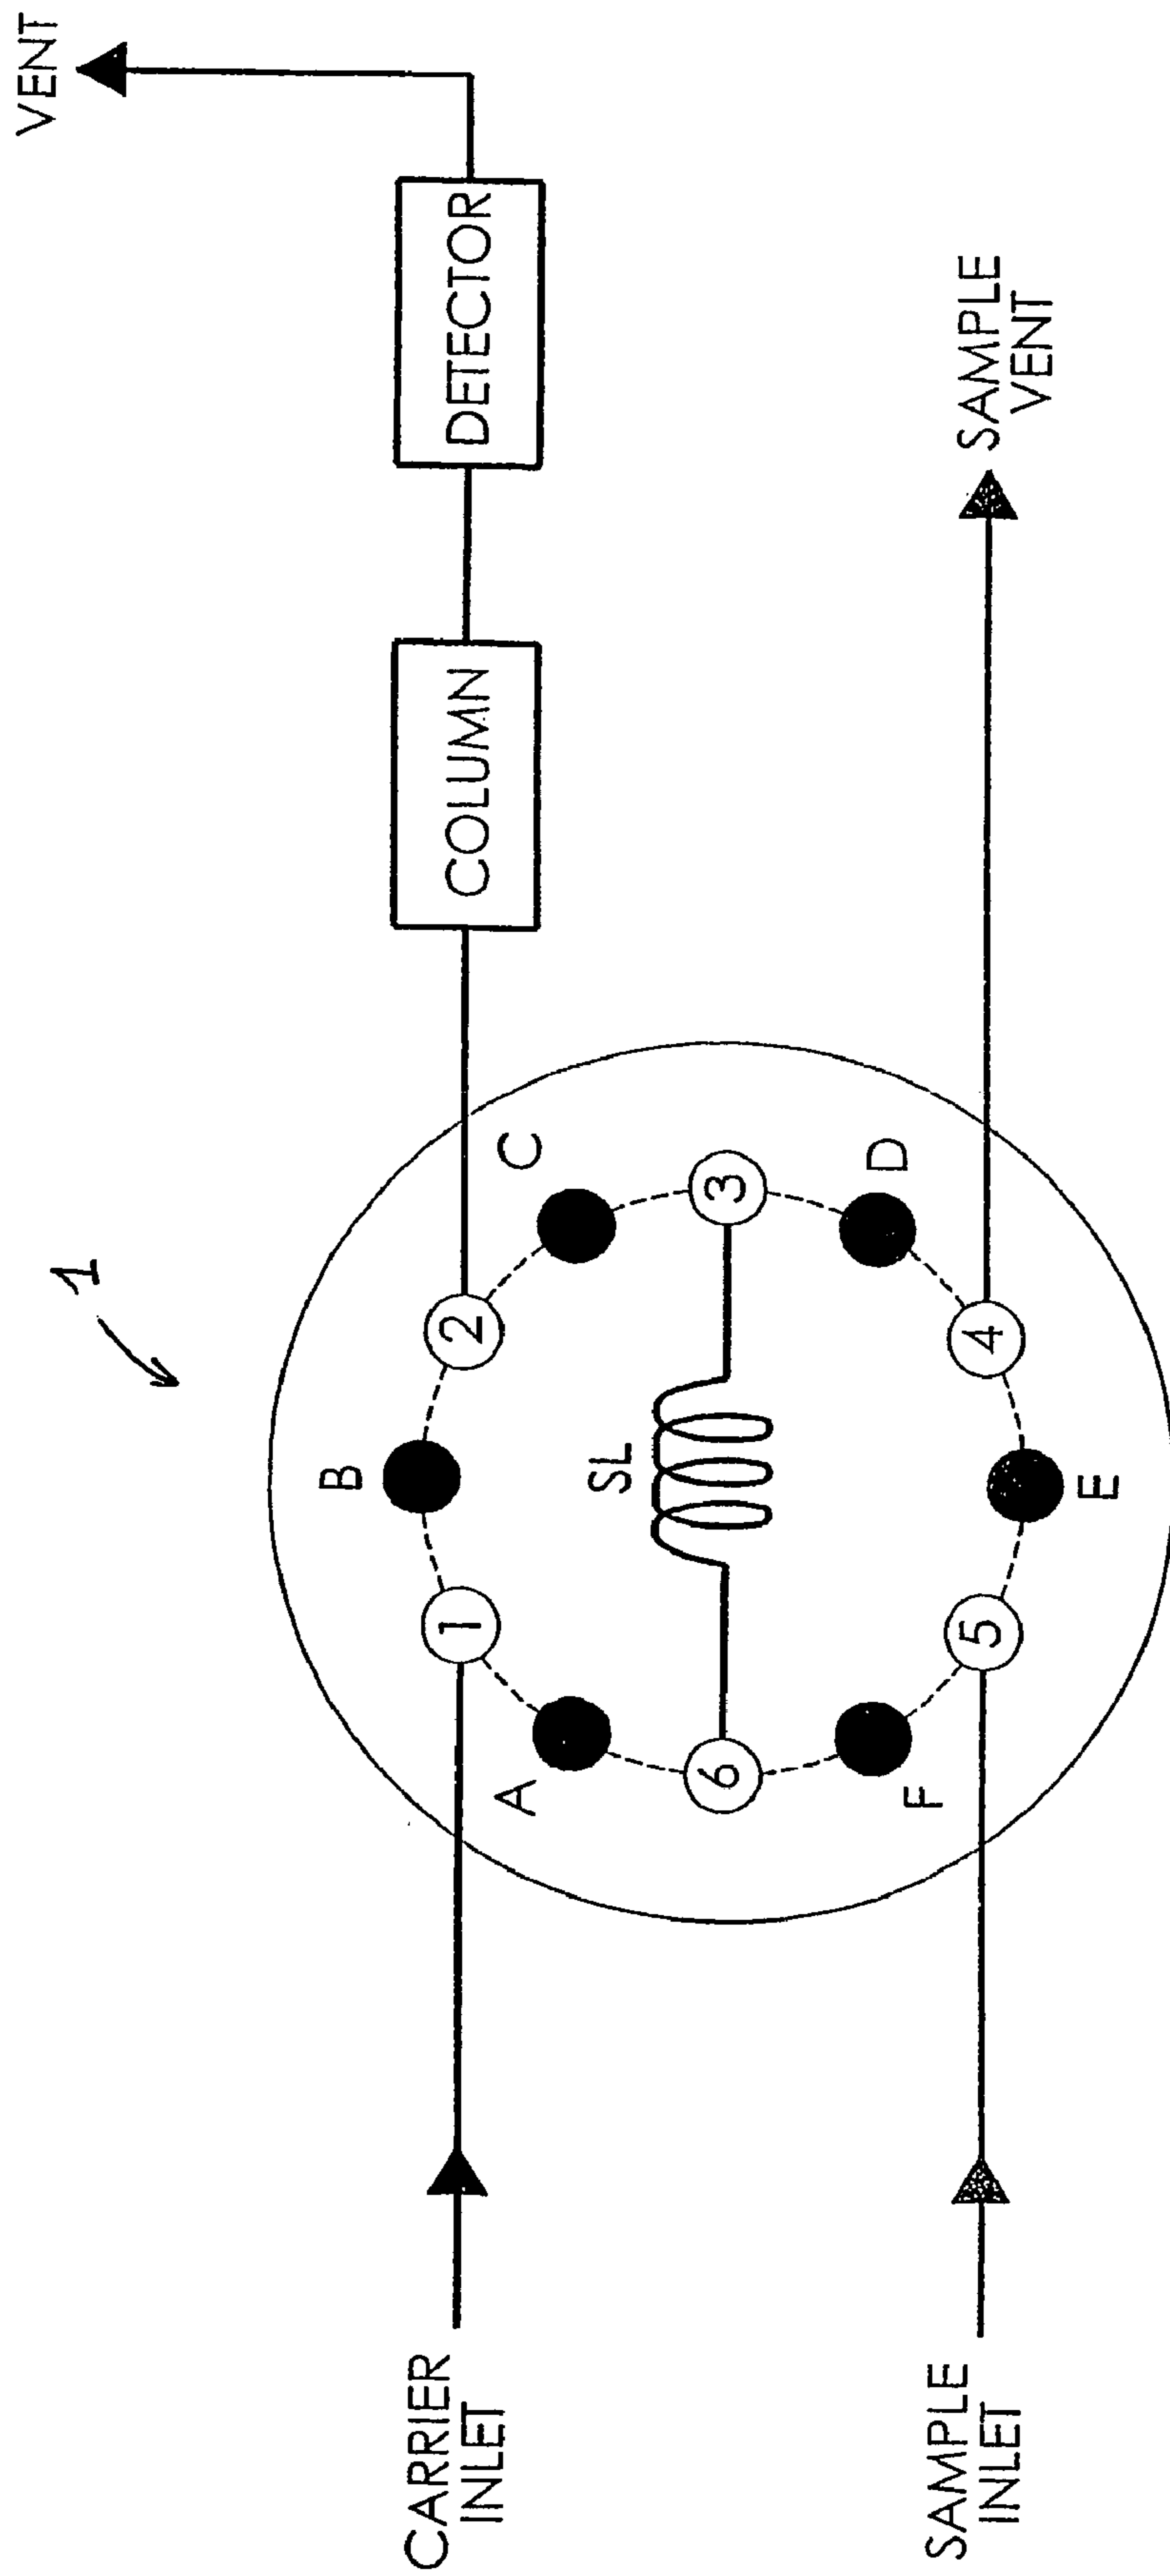 1
VENT
CARRIER
INLET
COLUMN
DETECTOR
B
1
2
A
C
SL
6
3
F
D
5
4
E
SAMPLE
INLET
SAMPLE
VENT